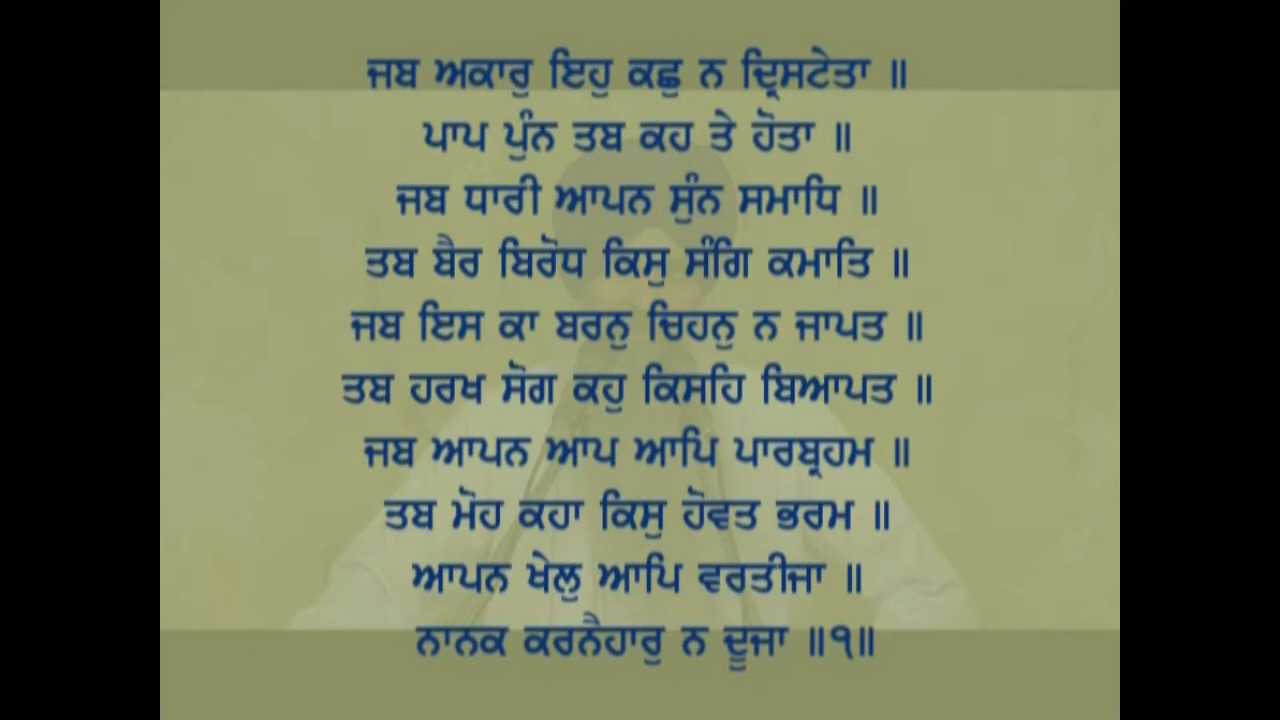 ਜਬ ਅਕਾਰੁ ਇਹੁ ਕਛੁ ਨ ਦ੍ਰਿਸਟੇਤਾ ॥
ਪਾਪ ਪੁੰਨ ਤਬ ਕਹ ਤੇ ਹੋਤਾ ॥
ਜਬ ਧਾਰੀ ਆਪਨ ਸੁੰਨ ਸਮਾਧਿ ॥
ਤਬ ਬੈਰ ਬਿਰੋਧ ਕਿਸੁ ਸੰਗਿ ਕਮਾਤਿ ॥
ਜਬ ਇਸ ਕਾ ਬਰਨੁ ਚਿਹਨੁ ਨ ਜਾਪਤ ॥
ਤਬ ਹਰਖ ਸੋਗ ਕਹੁ ਕਿਸਹਿ ਬਿਆਪਤ ॥
ਜਬ ਆਪਨ ਆਪ ਆਪਿ ਪਾਰਬ੍ਰਹਮ ॥
ਤਬ ਮੋਹ ਕਹਾ ਕਿਸੁ ਹੋਵਤ ਭਰਮ ॥
ਆਪਨ ਖੇਲੁ ਆਪਿ ਵਰਤੀਜਾ ॥
ਨਾਨਕ ਕਰਨੈਹਾਰੁ ਨ ਦੂਜਾ ॥੧॥